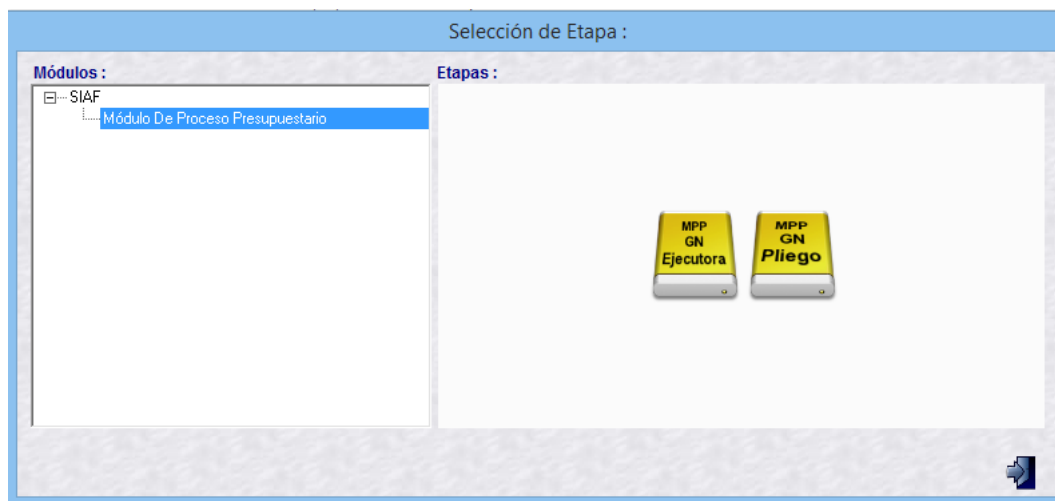 Selección de Etapa :
Módulos :
Etapas :
SIAF
Módulo De Proceso Presupuestario
MPP
GN
Ejecutora
MPP
GN
Pliego